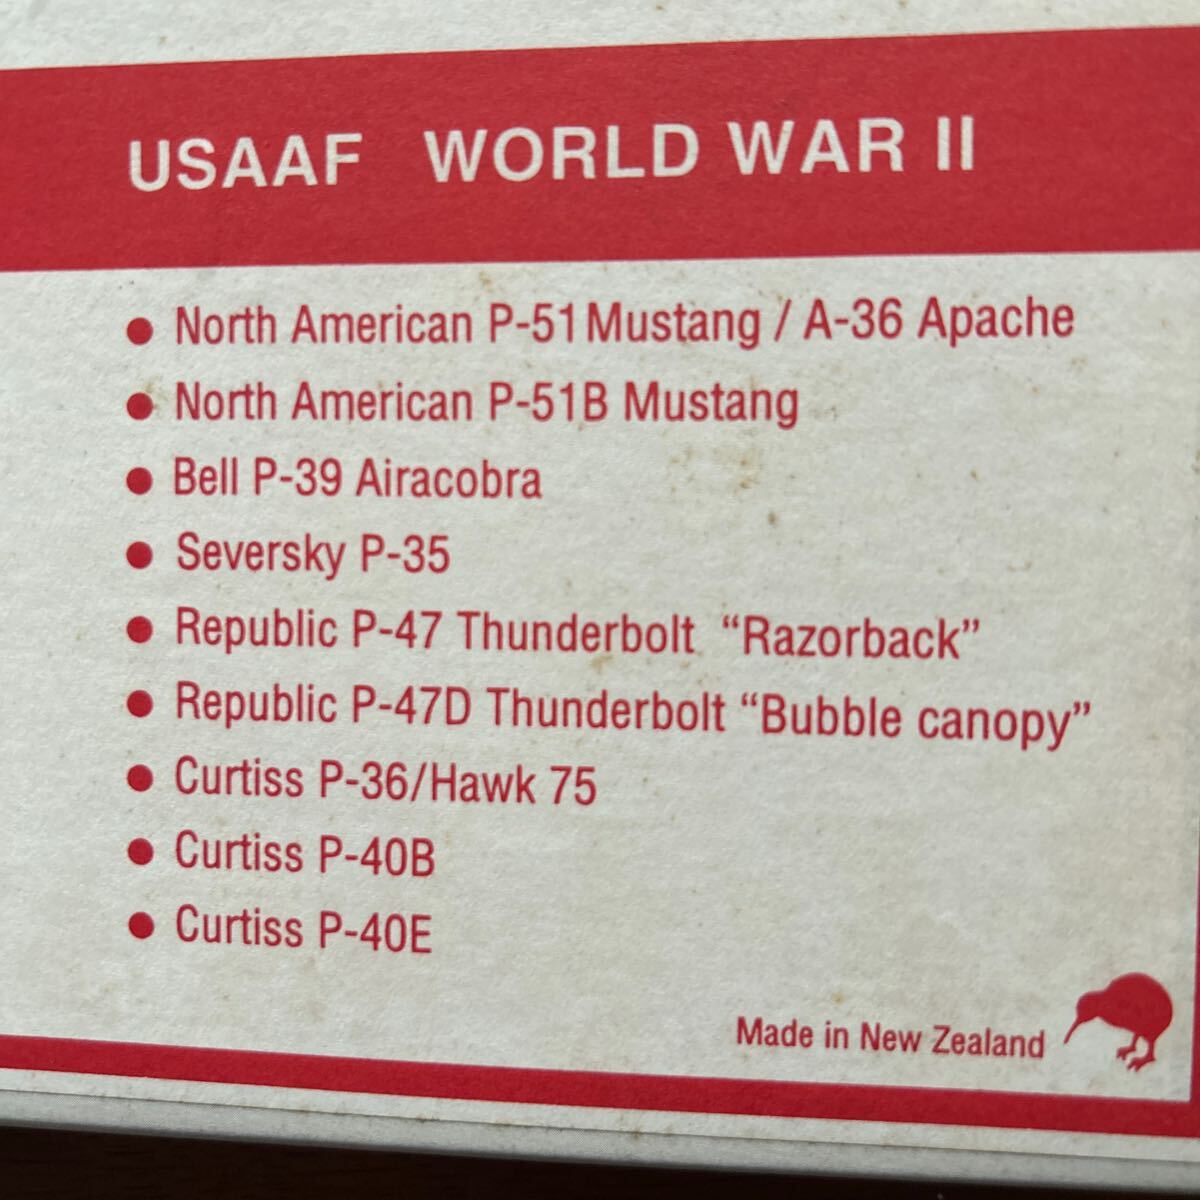 USAAF WORLD WAR II
● North American P-51 Mustang / A-36 Apache
● North American P-51B Mustang
● Bell P-39 Airacobra
● Seversky P-35
● Republic P-47 Thunderbolt “Razorback”
● Republic P-47D Thunderbolt “Bubble canopy”
● Curtiss P-36/Hawk 75
● Curtiss P-40B
● Curtiss P-40E
Made in New Zealand